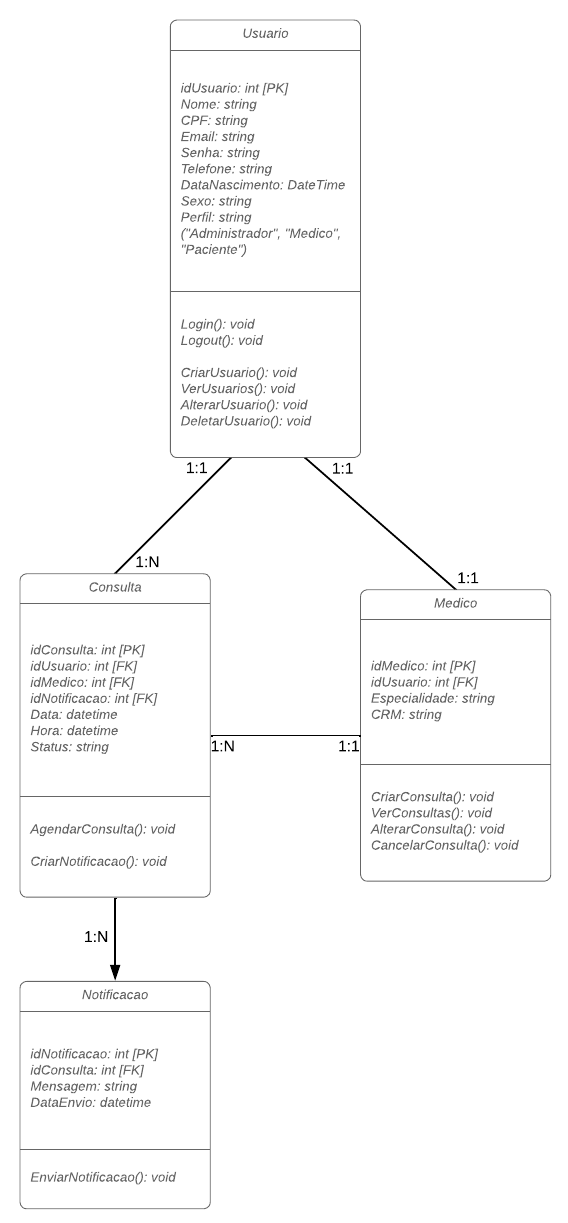 Usuario
idUsuario: int [PK]
Nome: string
CPF: string
Email: string
Senha: string
Telefone: string
DataNascimento: DateTime
Sexo: string
Perfil: string
("Administrador", "Medico",
"Paciente")
Login(): void
Logout(): void
CriarUsuario(): void
VerUsuarios(): void
AlterarUsuario(): void
DeletarUsuario(): void
1:1
1:1
1:N
1:1
Consulta
idConsulta: int [PK]
idUsuario: int [FK]
idMedico: int [FK]
idNotificacao: int [FK]
Data: datetime
Hora: datetime
Status: string
AgendarConsulta(): void
CriarNotificacao(): void
1:N
1:1
Medico
idMedico: int [PK]
idUsuario: int [FK]
Especialidade: string
CRM: string
CriarConsulta(): void
VerConsultas(): void
AlterarConsulta(): void
CancelarConsulta(): void
1:N
Notificacao
idNotificacao: int [PK]
idConsulta: int [FK]
Mensagem: string
DataEnvio: datetime
EnviarNotificacao(): void